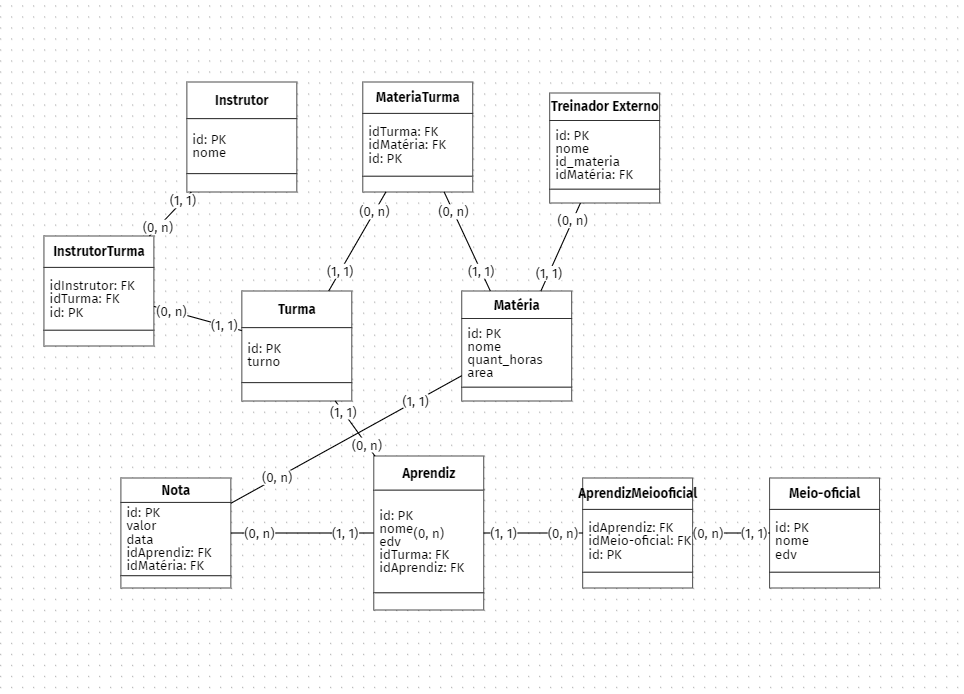 Instrutor
id: PK
nome
MateriaTurma
idTurma: FK
idMatéria: FK
id: PK
Treinador Externo
id: PK
nome
id_materia
idMatéria: FK
(1, 1)
(0, n)
(0, n)
(0, n)
(0, n)
InstrutorTurma
idInstrutor: FK
idTurma: FK
id: PK
(0, n)
(1, 1)
(1, 1)
(1, 1)
(1, 1)
Turma
id: PK
turno
Matéria
id: PK
nome
quant_horas
area
(1, 1)
(1, 1)
(0, n)
(0, n)
Nota
id: PK
valor
data
idAprendiz: FK
idMatéria: FK
(0, n)
(1, 1)
Aprendiz
id: PK
nome(0, n)
edv
idTurma: FK
idAprendiz: FK
(1, 1)
(0, n)
AprendizMeiooficial
idAprendiz: FK
idMeio-oficial: FK
id: PK
(0, n)
(1, 1)
Meio-oficial
id: PK
nome
edv